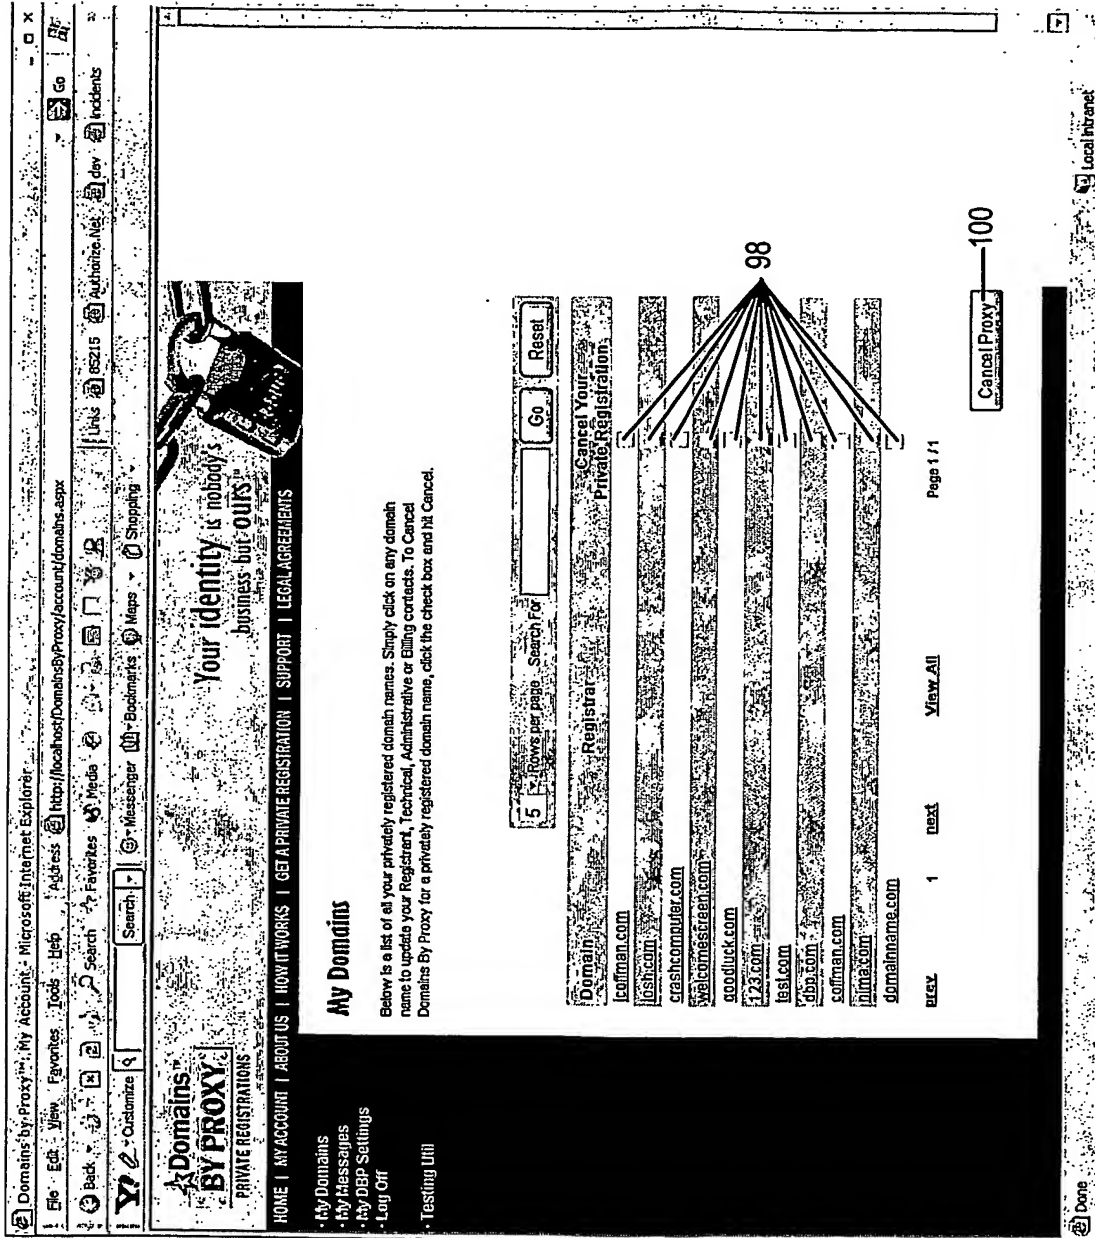 Domains by Proxy™: My Account - Microsoft Internet Explorer
File Edit View Favorites Tools Help Address http://localhost/DomainsByProxy/account/domains.aspx Go
Back Search Favorites Media Links 85215 Authorize.Net dev Incidents
Y! Customize Search Messenger Bookmarks Maps Shopping
Domains™
BY PROXY
PRIVATE REGISTRATIONS
Your identity is nobody's
business but ours
HOME | MY ACCOUNT | ABOUT US | HOW IT WORKS | GET A PRIVATE REGISTRATION | SUPPORT | LEGAL AGREEMENTS
· My Domains
· My Messages
· My DBP Settings
· Log Off
· Testing Util
My Domains
Below is a list of all your privately registered domain names. Simply click on any domain
name to update your Registrant, Technical, Administrative or Billing contacts. To Cancel
Domains By Proxy for a privately registered domain name, click the check box and hit Cancel.
5 Rows per page Search For Go Reset
Domain Registrar Cancel Your
Private Registration
lcoffman.com
crashcomputer.com
welcomescreen.com
goodluck.com
123.com
test.com
dbp.com
coffman.com
nima.com
domainname.com
98
prev 1 next View All Page 1 / 1
Cancel Proxy
100
Done Local intranet